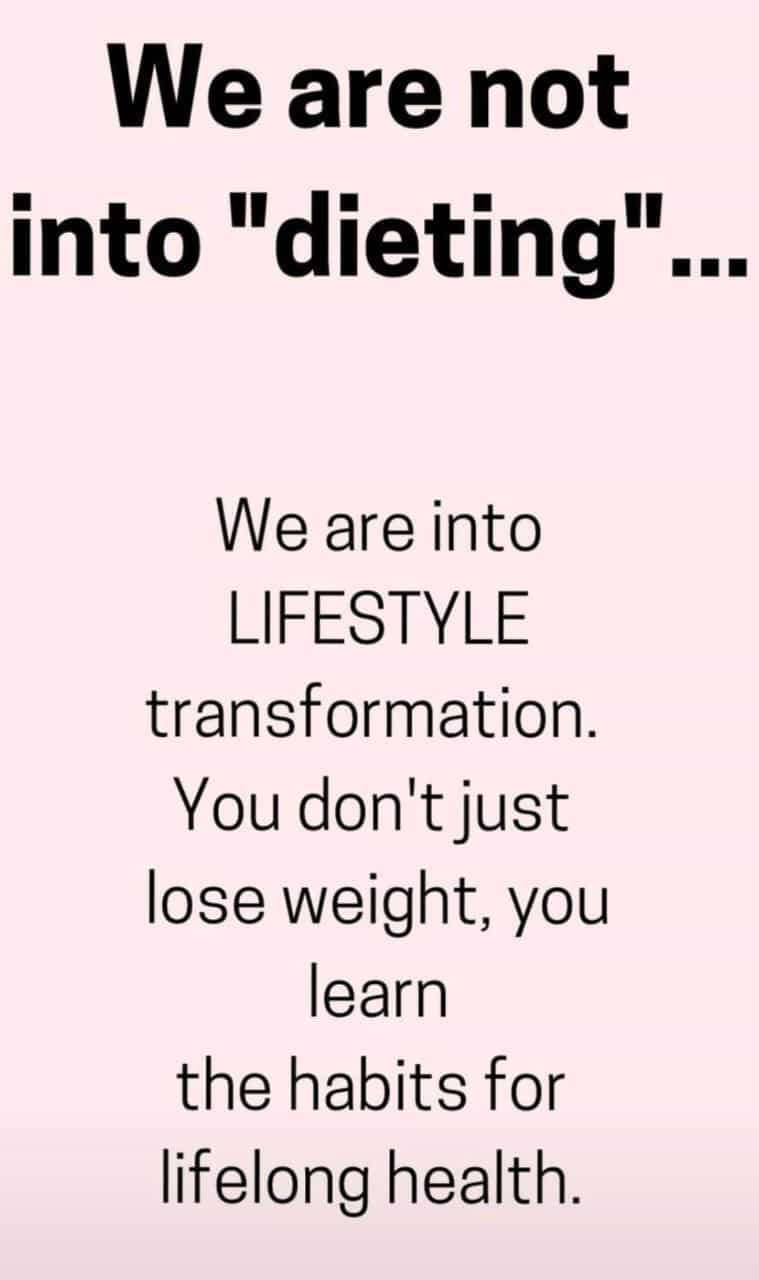 We are not
into "dieting"...
We are into
LIFESTYLE
transformation.
You don't just
lose weight, you
learn
the habits for
lifelong health.